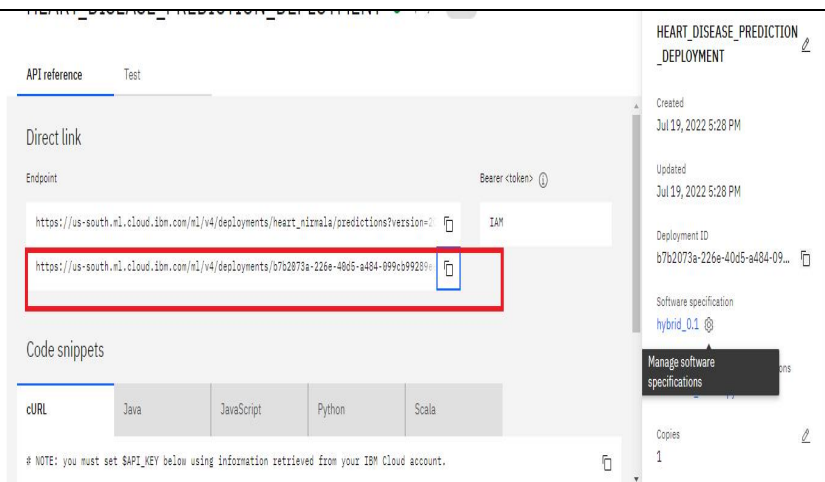 API reference
Test
Direct link
Endpoint
Bearer <token>
https://us-south.ml.cloud.ibm.com/ml/v4/deployments/heart_nirmala/predictions?version=2
IAM
https://us-south.ml.cloud.ibm.com/ml/v4/deployments/b7b2073a-226e-40d5-a484-099cb99289e
Code snippets
cURL
Java
JavaScript
Python
Scala
# NOTE: you must set $API_KEY below using information retrieved from your IBM Cloud account.
HEART_DISEASE_PREDICTION
_DEPLOYMENT
Created
Jul 19, 2022 5:28 PM
Updated
Jul 19, 2022 5:28 PM
Deployment ID
b7b2073a-226e-40d5-a484-09...
Software specification
hybrid_0.1
Manage software
specifications
Copies
1